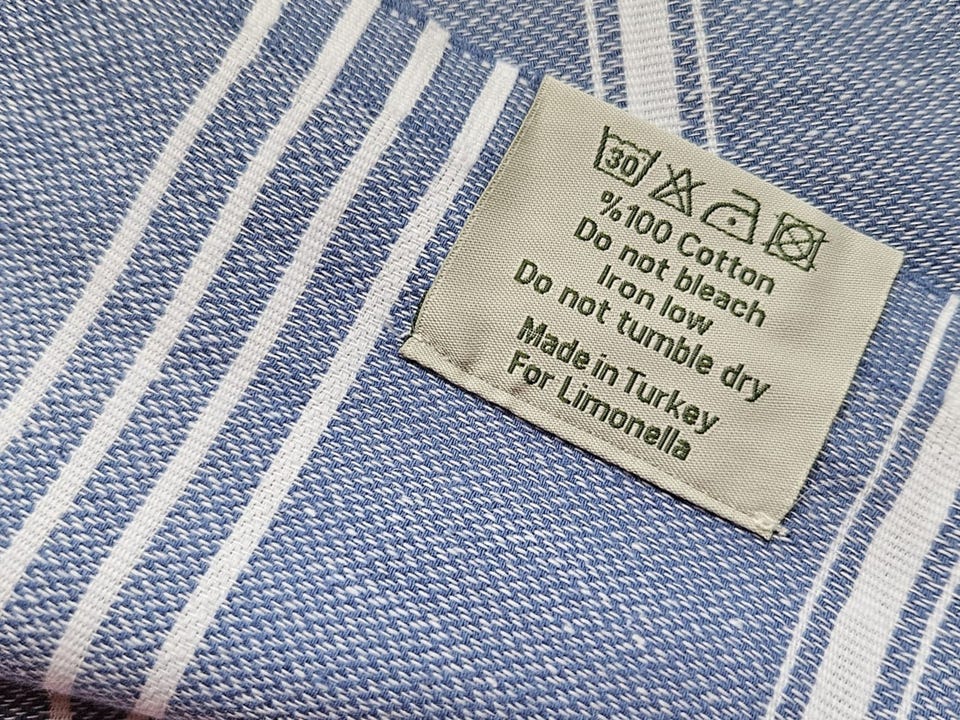 30
%100 Cotton
Do not bleach
Iron low
Do not tumble dry
Made in Turkey
For Limonella